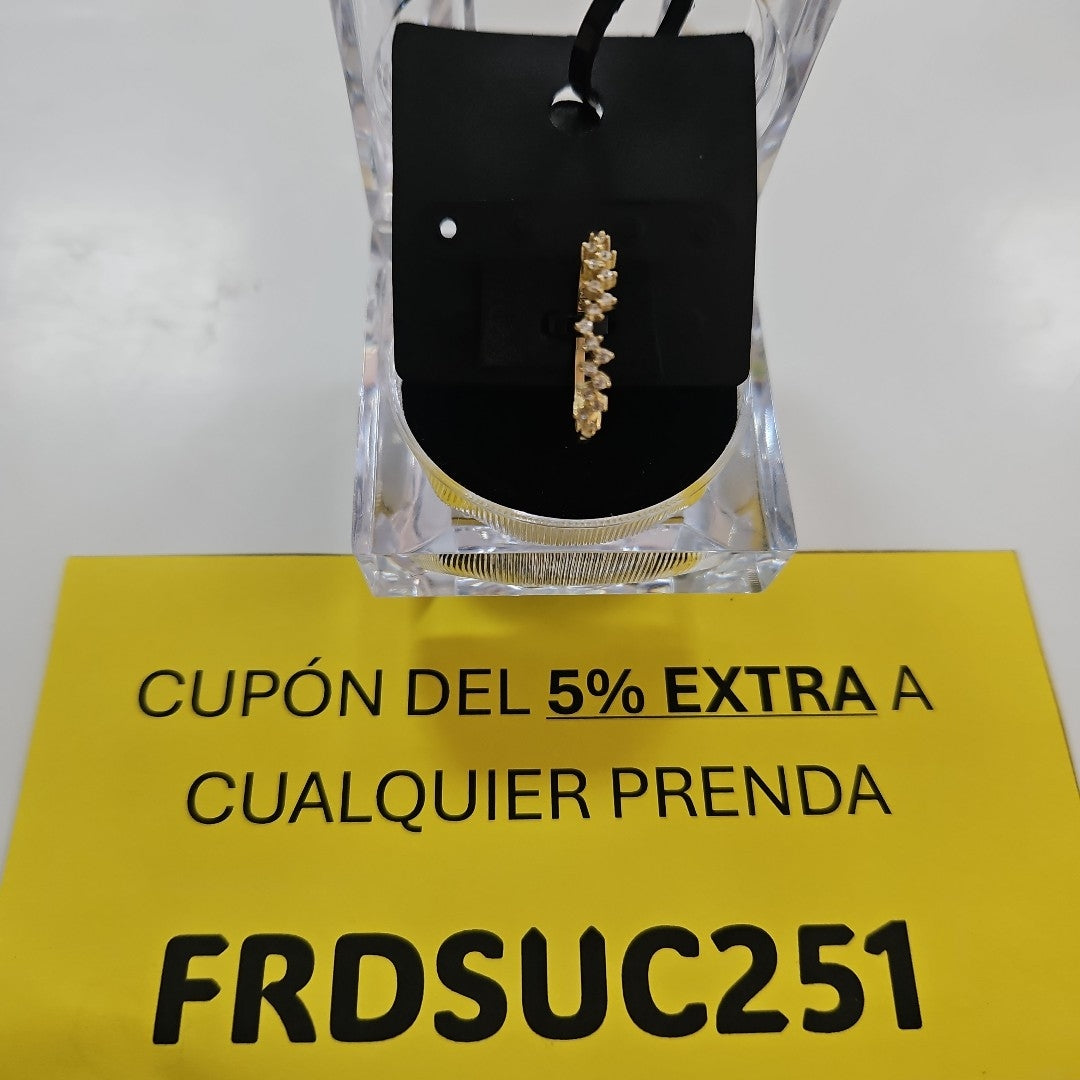 CUPÓN DEL 5% EXTRA A
CUALQUIER PRENDA
FRDSUC251